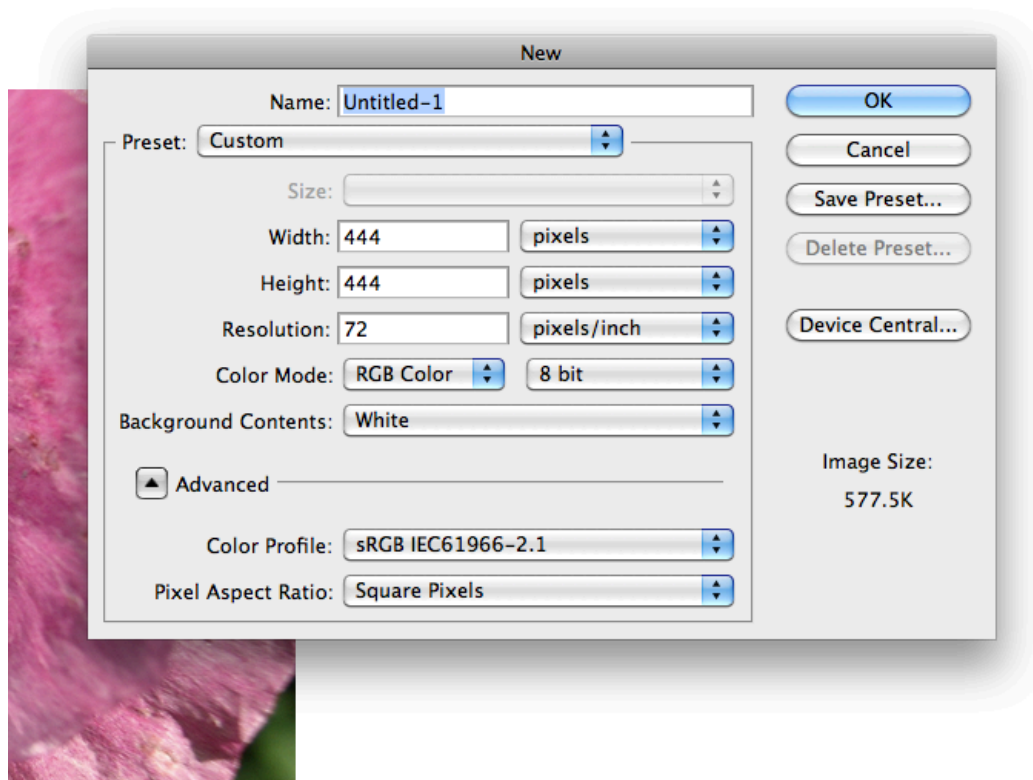 New
Name: Untitled-1
OK
Preset: Custom
Cancel
Size:
Save Preset...
Width: 444 pixels
Delete Preset...
Height: 444 pixels
Resolution: 72 pixels/inch
Device Central...
Color Mode: RGB Color 8 bit
Background Contents: White
Image Size:
577.5K
Advanced
Color Profile: sRGB IEC61966-2.1
Pixel Aspect Ratio: Square Pixels